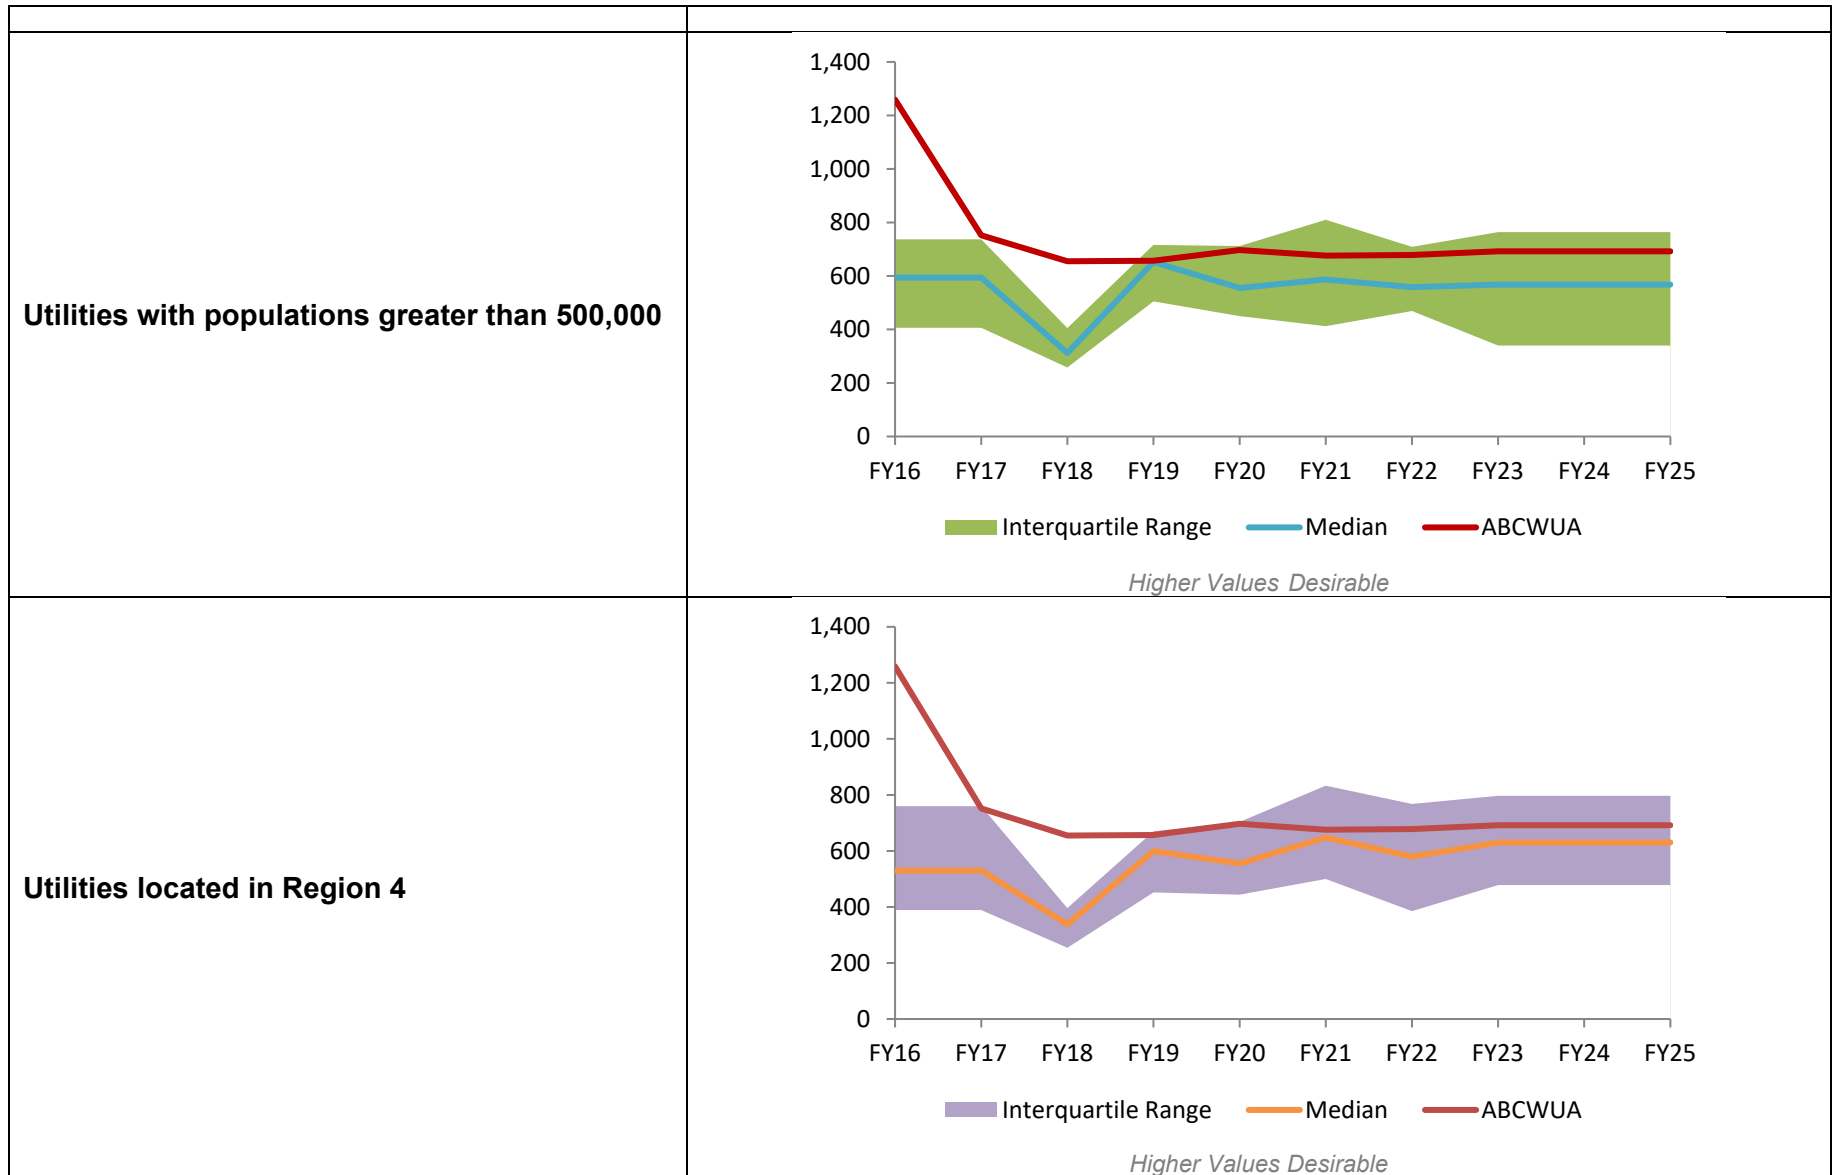 Utilities with populations greater than 500,000
1,400
1,200
1,000
800
600
400
200
0
FY16 FY17 FY18 FY19 FY20 FY21 FY22 FY23 FY24 FY25
Interquartile Range Median ABCWUA
Higher Values Desirable
Utilities located in Region 4
1,400
1,200
1,000
800
600
400
200
0
FY16 FY17 FY18 FY19 FY20 FY21 FY22 FY23 FY24 FY25
Interquartile Range Median ABCWUA
Higher Values Desirable